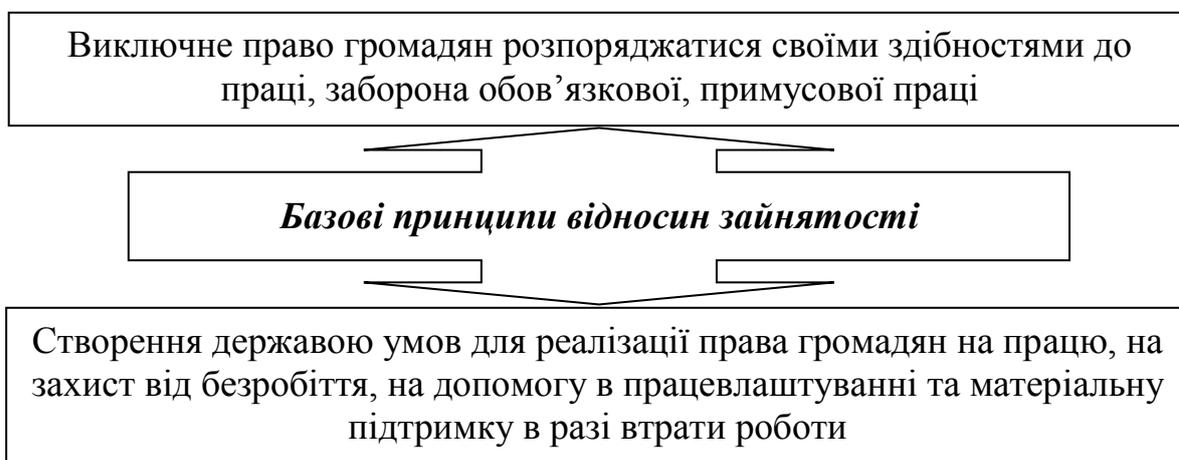 Виключне право громадян розпоряджатися своїми здібностями до
праці, заборона обов’язкової, примусової праці
Базові принципи відносин зайнятості
Створення державою умов для реалізації права громадян на працю, на
захист від безробіття, на допомогу в працевлаштуванні та матеріальну
підтримку в разі втрати роботи